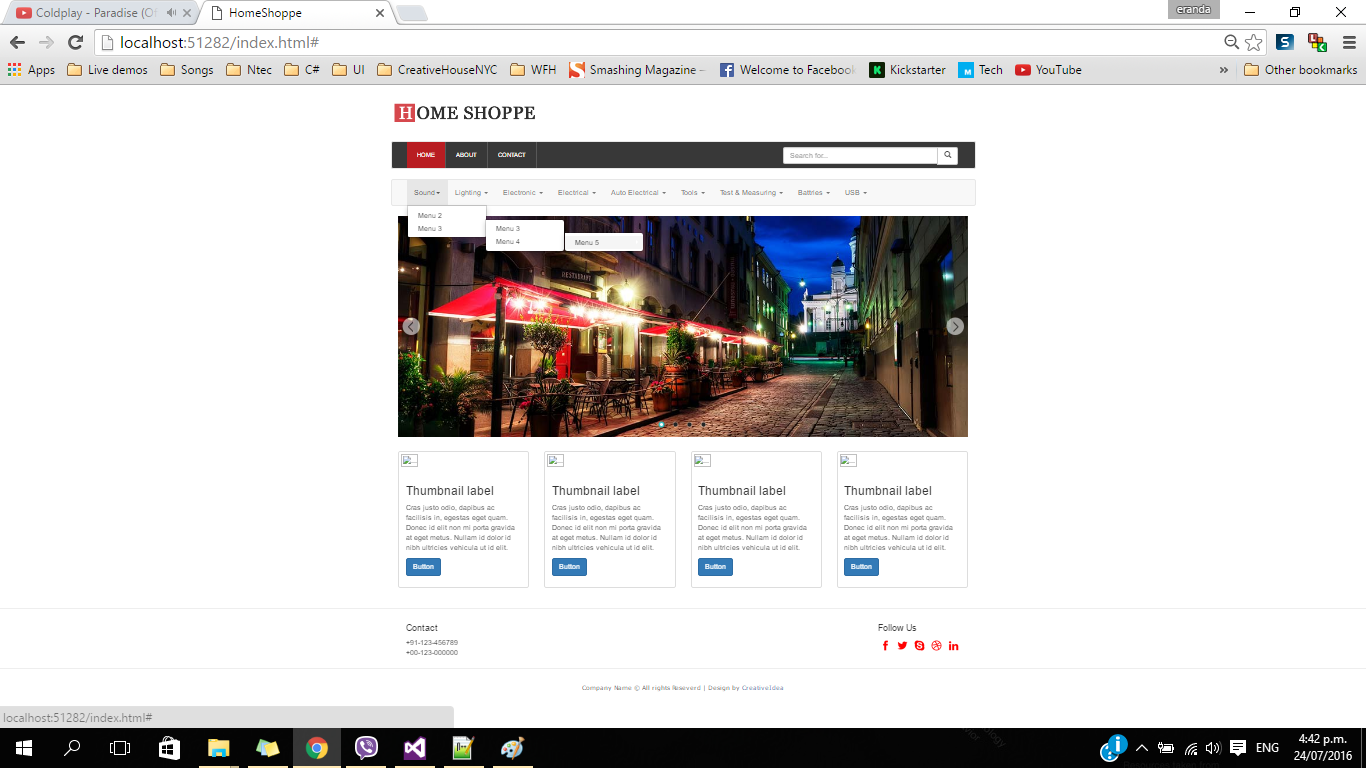 eranda
Coldplay - Paradise (O
HomeShoppe
localhost:51282/index.html#
Apps Live demos Songs Ntec C# UI CreativeHouseNYC WFH Smashing Magazine – Welcome to Facebook Kickstarter Tech YouTube » Other bookmarks
HOME SHOPPE
HOME ABOUT CONTACT Search for...
Sound Lighting Electronic Electrical Auto Electrical Tools Test & Measuring Battries USB
Menu 2
Menu 3
Menu 3
Menu 4
Menu 5
RESTAURANT
Thumbnail label
Cras justo odio, dapibus ac
facilisis in, egestas eget quam.
Donec id elit non mi porta gravida
at eget metus. Nullam id dolor id
nibh ultricies vehicula ut id elit.
Button
Thumbnail label
Cras justo odio, dapibus ac
facilisis in, egestas eget quam.
Donec id elit non mi porta gravida
at eget metus. Nullam id dolor id
nibh ultricies vehicula ut id elit.
Button
Thumbnail label
Cras justo odio, dapibus ac
facilisis in, egestas eget quam.
Donec id elit non mi porta gravida
at eget metus. Nullam id dolor id
nibh ultricies vehicula ut id elit.
Button
Thumbnail label
Cras justo odio, dapibus ac
facilisis in, egestas eget quam.
Donec id elit non mi porta gravida
at eget metus. Nullam id dolor id
nibh ultricies vehicula ut id elit.
Button
Contact
+91-123-456789
+00-123-000000
Follow Us
Company Name © All rights Reseverd | Design by CreativeIdea
localhost:51282/index.html#
ENG
4:42 p.m.
24/07/2016